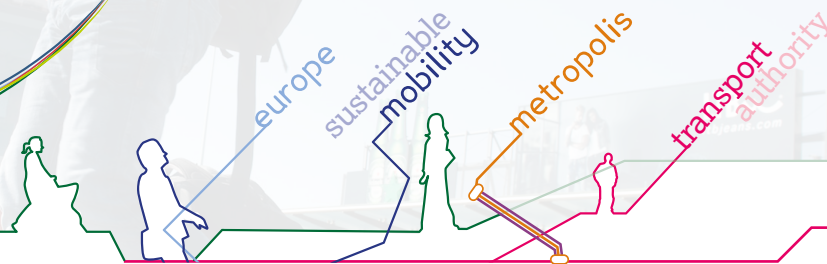 europe
sustainable
mobility
metropolis
transport
authority